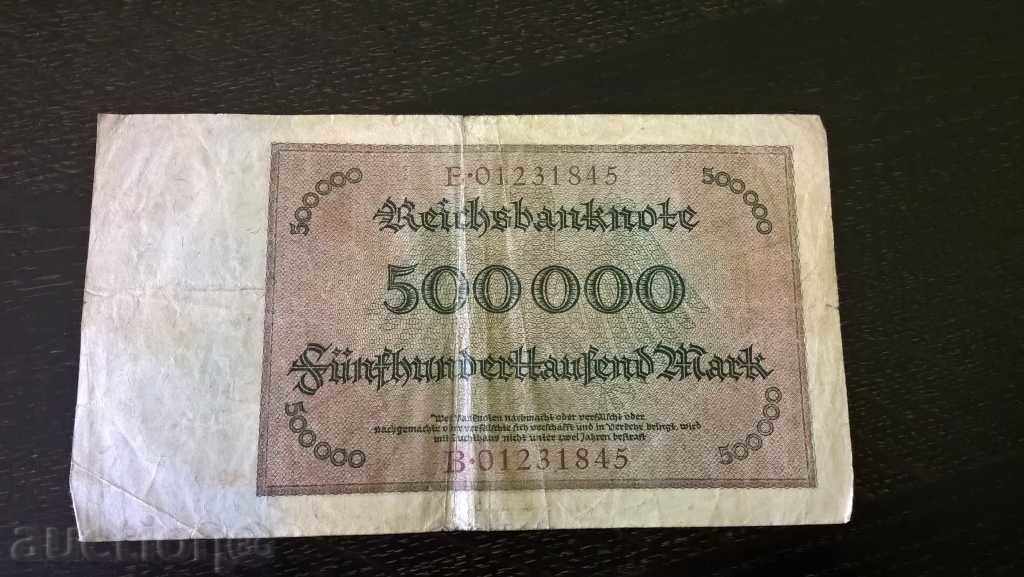 500000
500000
E·01231845
Reichsbanknote
500000
Fünfhunderttausend Mark
"Wer Banknoten nachmacht oder verfälscht oder
nachgemachte oder verfälschte sich verschafft und in Verkehr bringt, wird
mit Zuchthaus nicht unter zwei Jahren bestraft
B·01231845
500000
500000